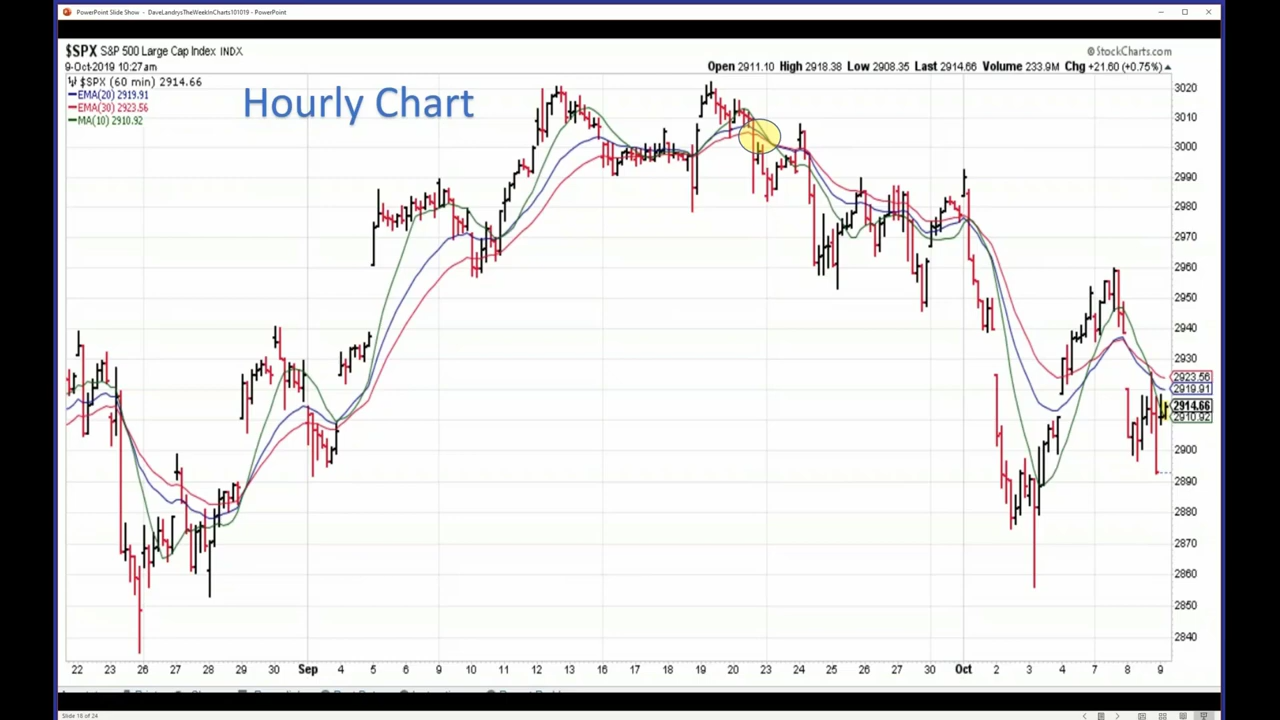 PowerPoint Slide Show - DaveLandrysTheWeekInCharts101019 - PowerPoint
$SPX S&P 500 Large Cap Index INDX
© StockCharts.com
9-Oct-2019 10:27am
Open 2911.10 High 2918.38 Low 2908.35 Last 2914.66 Volume 233.9M Chg +21.60 (+0.75%)
$SPX (60 min) 2914.66
EMA(20) 2919.91
EMA(30) 2923.56
MA(10) 2910.92
Hourly Chart
3020
3010
3000
2990
2980
2970
2960
2950
2940
2930
2923.56
2919.91
2914.66
2910.92
2900
2890
2880
2870
2860
2850
2840
22 23 26 27 28 29 30 Sep 4 5 6 9 10 11 12 13 16 17 18 19 20 23 24 25 26 27 30 Oct 2 3 4 7 8 9
Slide 16 of 24